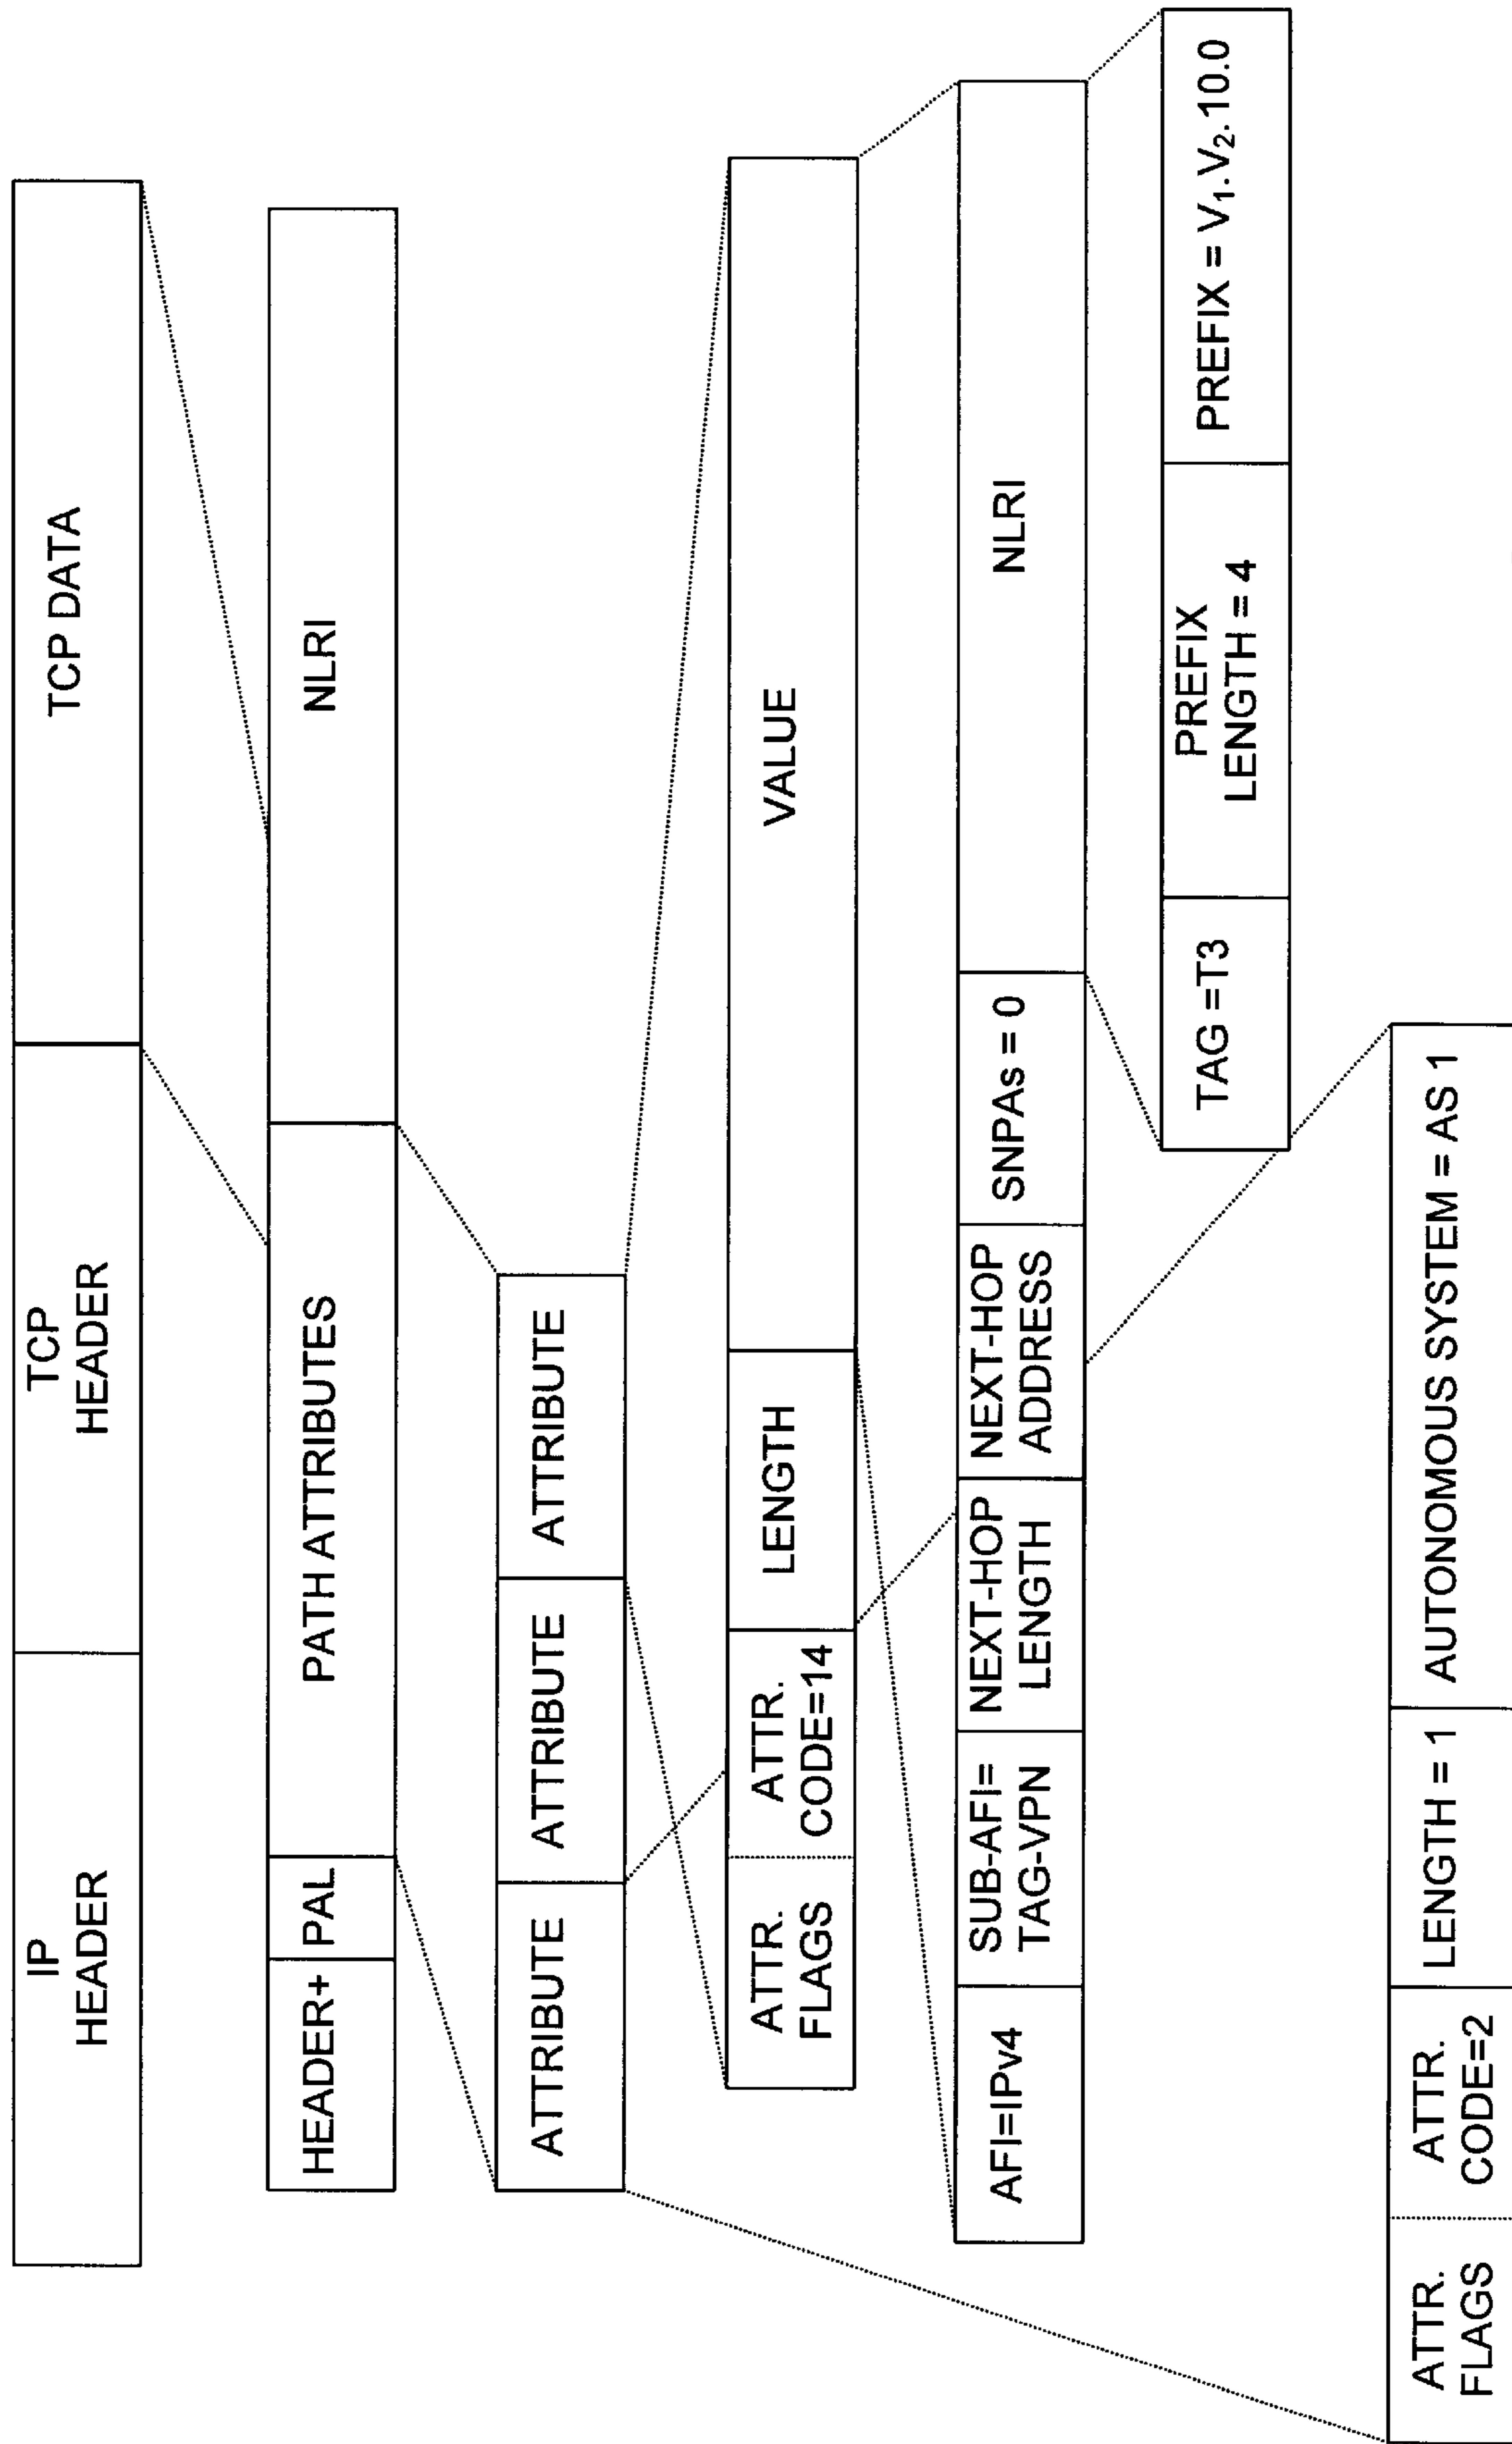 IP
HEADER
TCP
HEADER
TCP DATA
HEADER+
PAL
PATH ATTRIBUTES
NLRI
ATTRIBUTE
ATTRIBUTE
ATTRIBUTE
ATTR.
FLAGS
ATTR.
CODE=14
LENGTH
VALUE
AFI=IPv4
SUB-AFI=
TAG-VPN
NEXT-HOP
LENGTH
NEXT-HOP
ADDRESS
SNPAs = 0
NLRI
TAG =T3
PREFIX
LENGTH = 4
PREFIX = V₁.V₂.10.0
ATTR.
FLAGS
ATTR.
CODE=2
LENGTH = 1
AUTONOMOUS SYSTEM = AS 1